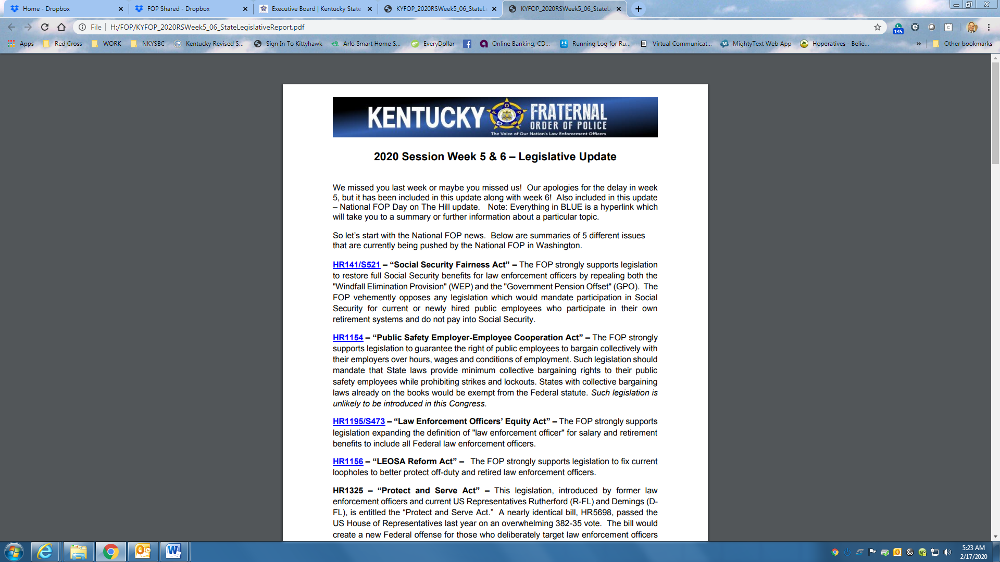 Home - Dropbox
FOP Shared - Dropbox
Executive Board | Kentucky State
KYFOP_2020RSWeek5_06_StateLe
KYFOP_2020RSWeek5_06_StateLe
File
H:/FOP/KYFOP_2020RSWeek5_06_StateLegislativeReport.pdf
145
Apps
Red Cross
WORK
NKYSBC
Kentucky Revised S...
Sign In To Kittyhawk
Arlo Smart Home S...
EveryDollar
Online Banking, CD...
Running Log for Ru...
Virtual Communicat...
MightyText Web App
Hoperatives - Belie...
»
Other bookmarks
KENTUCKY FRATERNAL
ORDER OF POLICE
The Voice of Our Nation's Law Enforcement Officers
2020 Session Week 5 & 6 – Legislative Update
We missed you last week or maybe you missed us! Our apologies for the delay in week
5, but it has been included in this update along with week 6! Also included in this update
– National FOP Day on The Hill update. Note: Everything in BLUE is a hyperlink which
will take you to a summary or further information about a particular topic.
So let’s start with the National FOP news. Below are summaries of 5 different issues
that are currently being pushed by the National FOP in Washington.
HR141/S521 – “Social Security Fairness Act” – The FOP strongly supports legislation
to restore full Social Security benefits for law enforcement officers by repealing both the
"Windfall Elimination Provision" (WEP) and the "Government Pension Offset" (GPO). The
FOP vehemently opposes any legislation which would mandate participation in Social
Security for current or newly hired public employees who participate in their own
retirement systems and do not pay into Social Security.
HR1154 – “Public Safety Employer-Employee Cooperation Act” – The FOP strongly
supports legislation to guarantee the right of public employees to bargain collectively with
their employers over hours, wages and conditions of employment. Such legislation should
mandate that State laws provide minimum collective bargaining rights to their public
safety employees while prohibiting strikes and lockouts. States with collective bargaining
laws already on the books would be exempt from the Federal statute. Such legislation is
unlikely to be introduced in this Congress.
HR1195/S473 – “Law Enforcement Officers’ Equity Act” – The FOP strongly supports
legislation expanding the definition of "law enforcement officer" for salary and retirement
benefits to include all Federal law enforcement officers.
HR1156 – “LEOSA Reform Act” – The FOP strongly supports legislation to fix current
loopholes to better protect off-duty and retired law enforcement officers.
HR1325 – “Protect and Serve Act” – This legislation, introduced by former law
enforcement officers and current US Representatives Rutherford (R-FL) and Demings (D-
FL), is entitled the “Protect and Serve Act.” A nearly identical bill, HR5698, passed the
US House of Representatives last year on an overwhelming 382-35 vote. The bill would
create a new Federal offense for those who deliberately target law enforcement officers
5:23 AM
2/17/2020